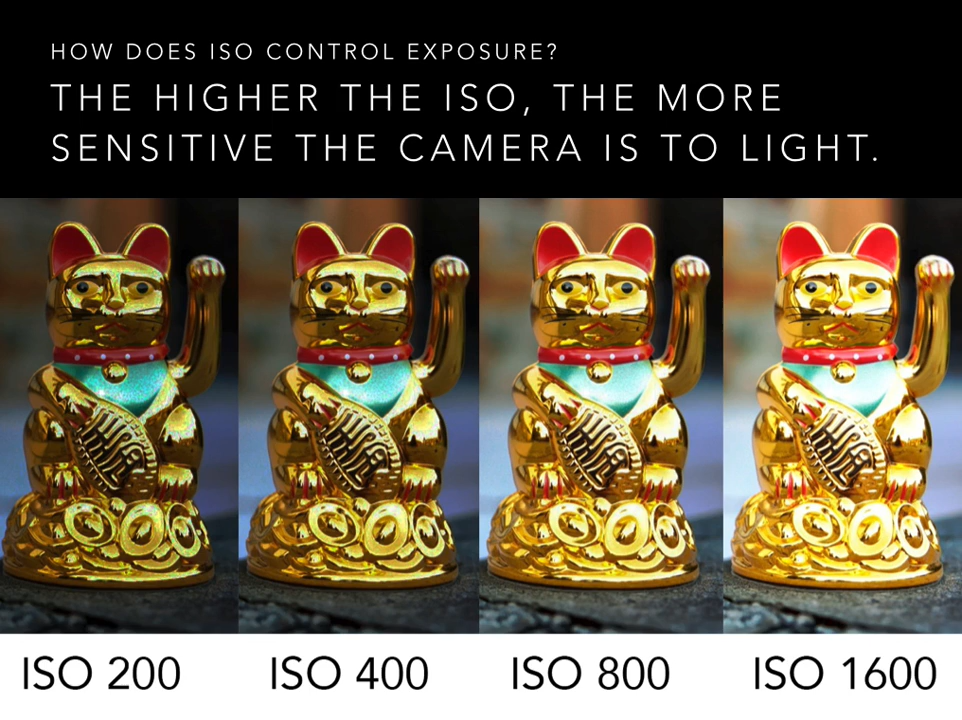 HOW DOES ISO CONTROL EXPOSURE?
THE HIGHER THE ISO, THE MORE
SENSITIVE THE CAMERA IS TO LIGHT.
ISO 200
ISO 400
ISO 800
ISO 1600